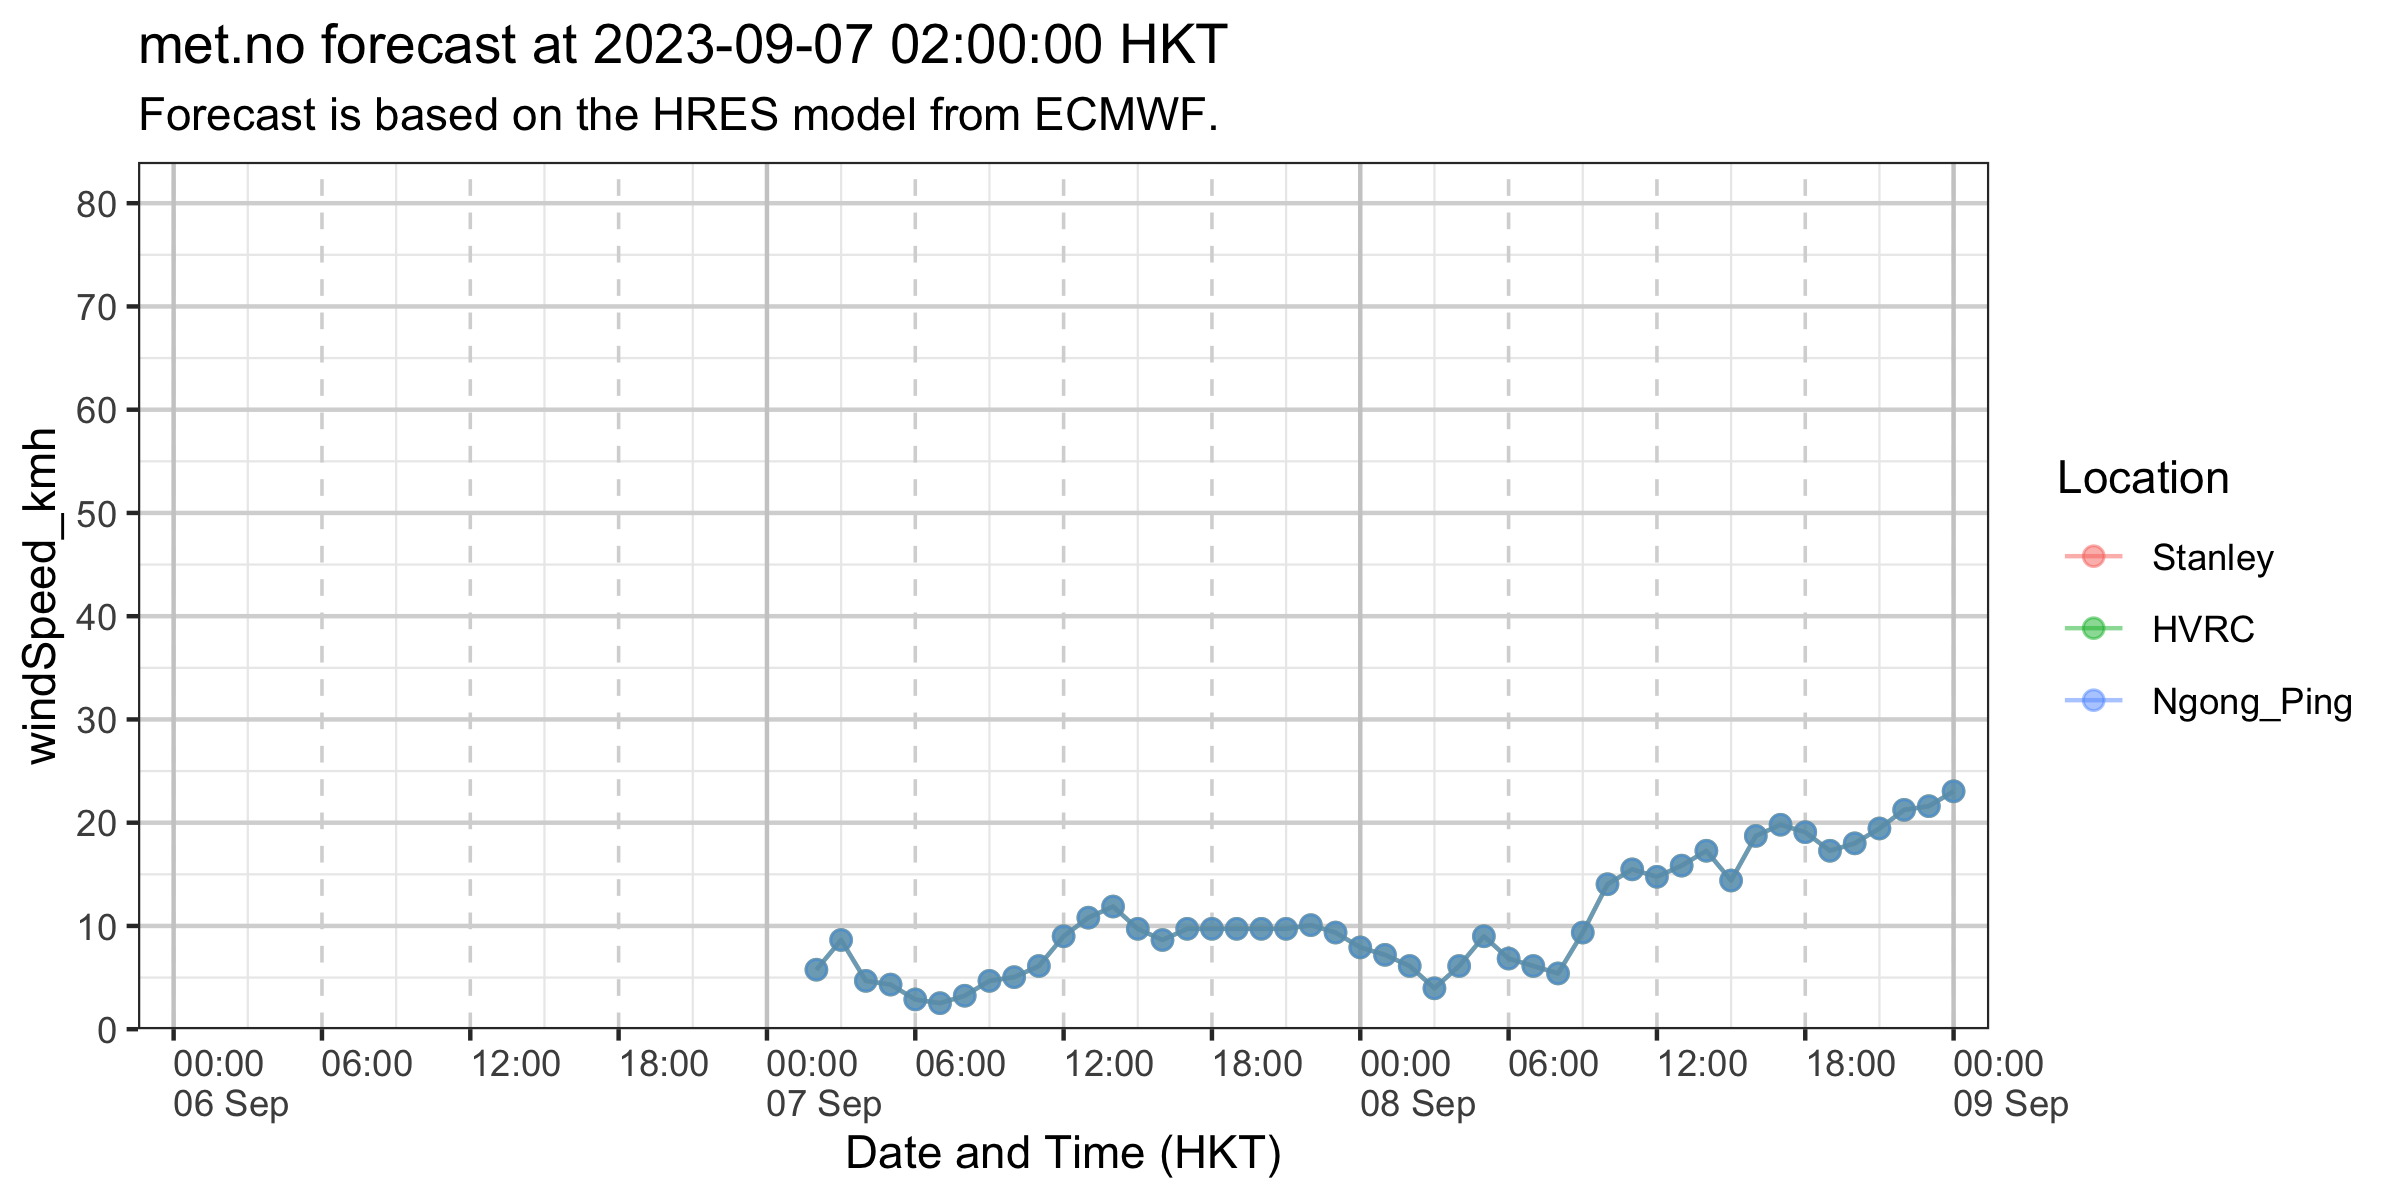 met.no forecast at 2023-09-07 02:00:00 HKT
Forecast is based on the HRES model from ECMWF.
windSpeed_kmh
80
70
60
50
40
30
20
10
0
00:00 06:00 12:00 18:00 00:00 06:00 12:00 18:00 00:00 06:00 12:00 18:00 00:00
06 Sep 07 Sep 08 Sep 09 Sep
Date and Time (HKT)
Location
Stanley
HVRC
Ngong_Ping